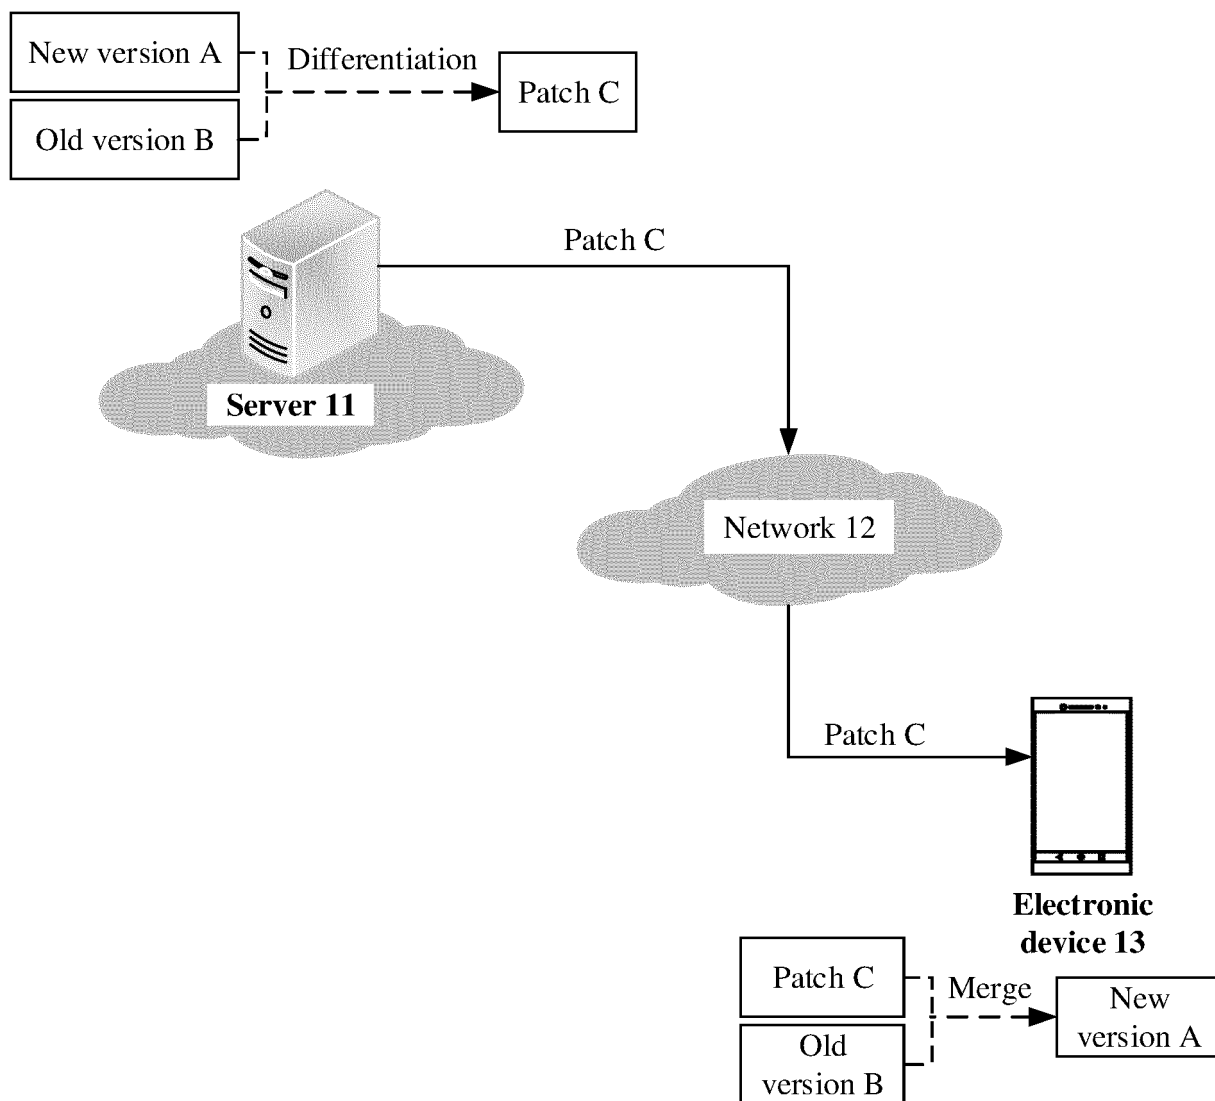 New version A
Differentiation
Patch C
Old version B
Patch C
Server 11
Network 12
Patch C
Electronic
device 13
Patch C
Merge
New
version A
Old
version B